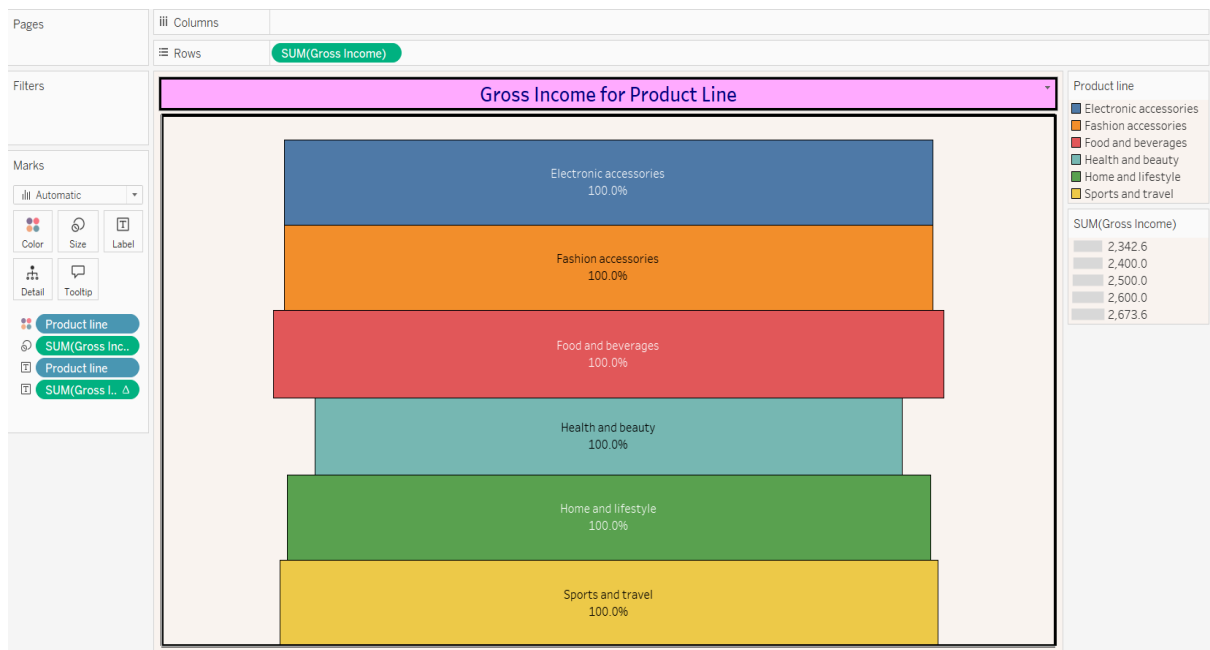 Pages
Columns
Rows
SUM(Gross Income)
Filters
Marks
Automatic
Color
Size
Label
Detail
Tooltip
Product line
SUM(Gross Inc..
Product line
SUM(Gross I..
Gross Income for Product Line
Electronic accessories
100.0%
Fashion accessories
100.0%
Food and beverages
100.0%
Health and beauty
100.0%
Home and lifestyle
100.0%
Sports and travel
100.0%
Product line
Electronic accessories
Fashion accessories
Food and beverages
Health and beauty
Home and lifestyle
Sports and travel
SUM(Gross Income)
2,342.6
2,400.0
2,500.0
2,600.0
2,673.6